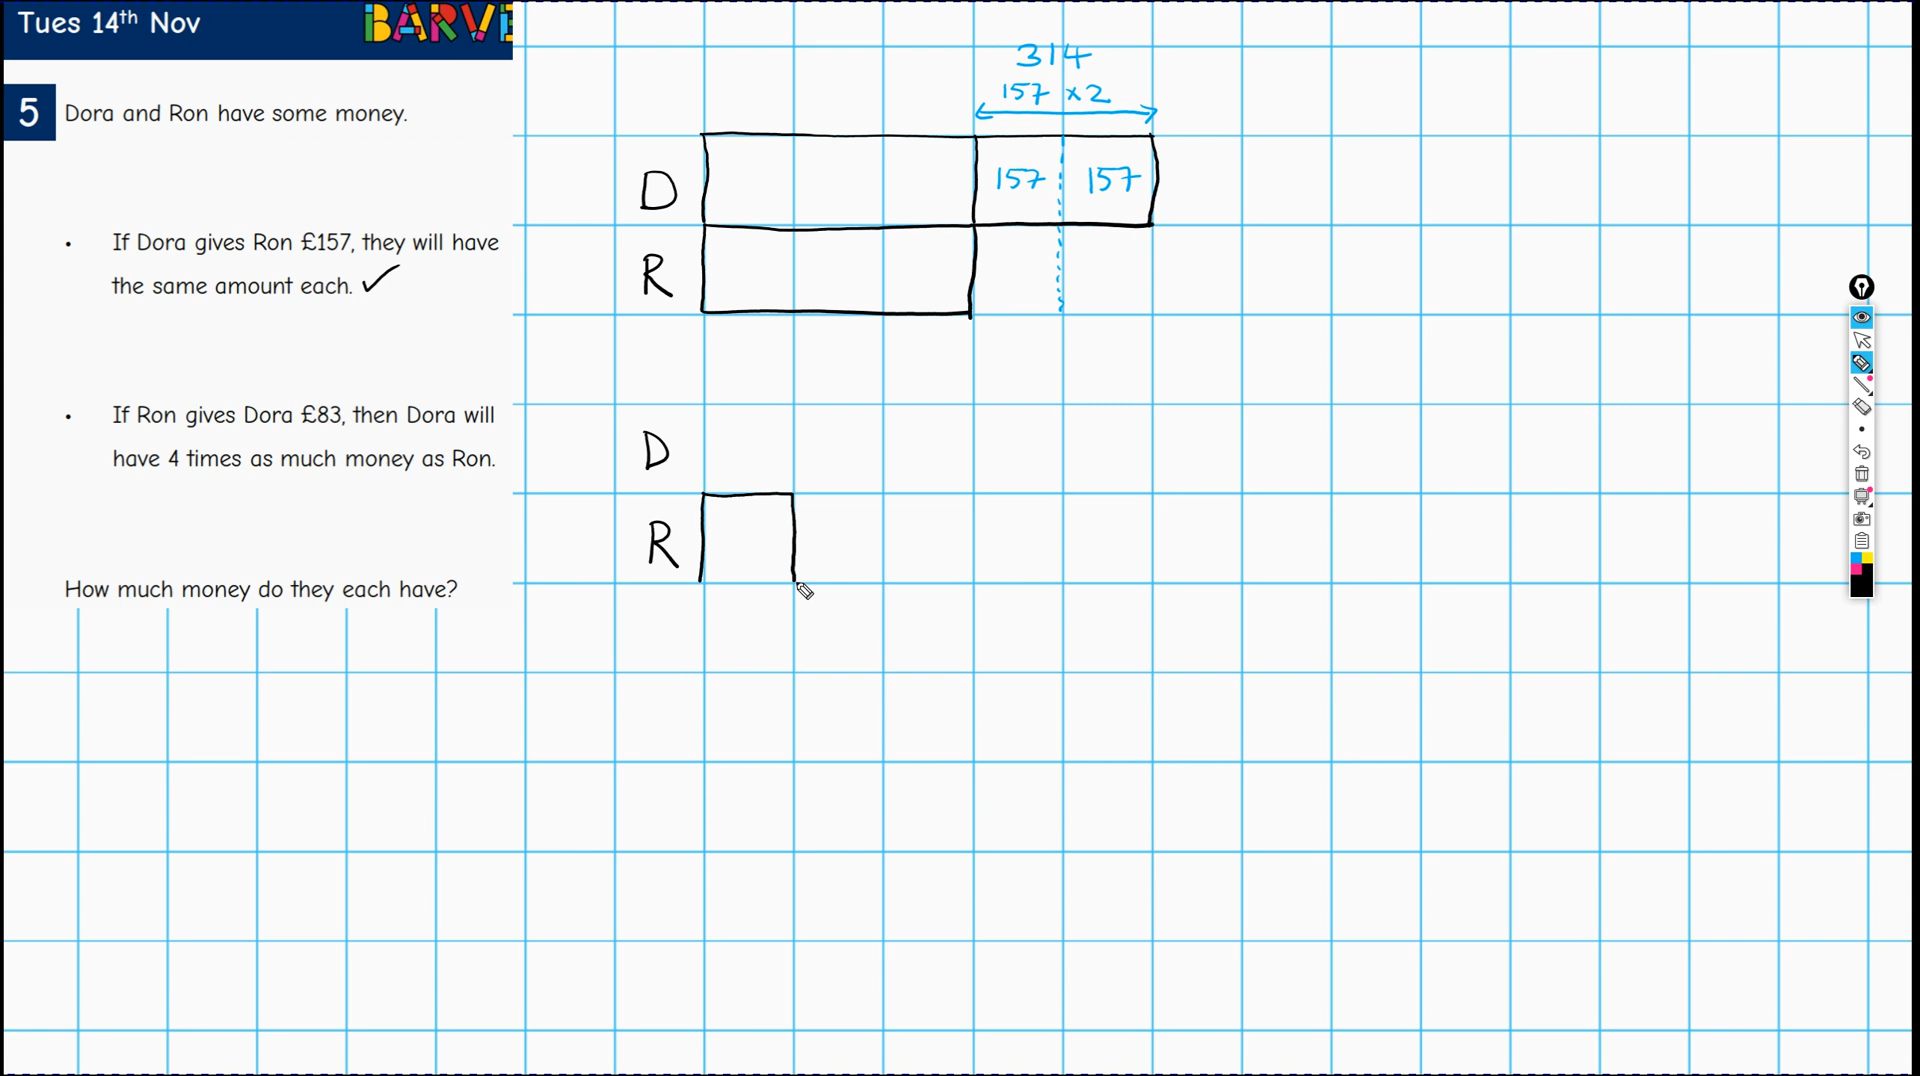 Tues 14th Nov
5
Dora and Ron have some money.
• If Dora gives Ron £157, they will have
the same amount each. ✓
• If Ron gives Dora £83, then Dora will
have 4 times as much money as Ron.
How much money do they each have?
314
157 × 2
D
157
157
R
D
R